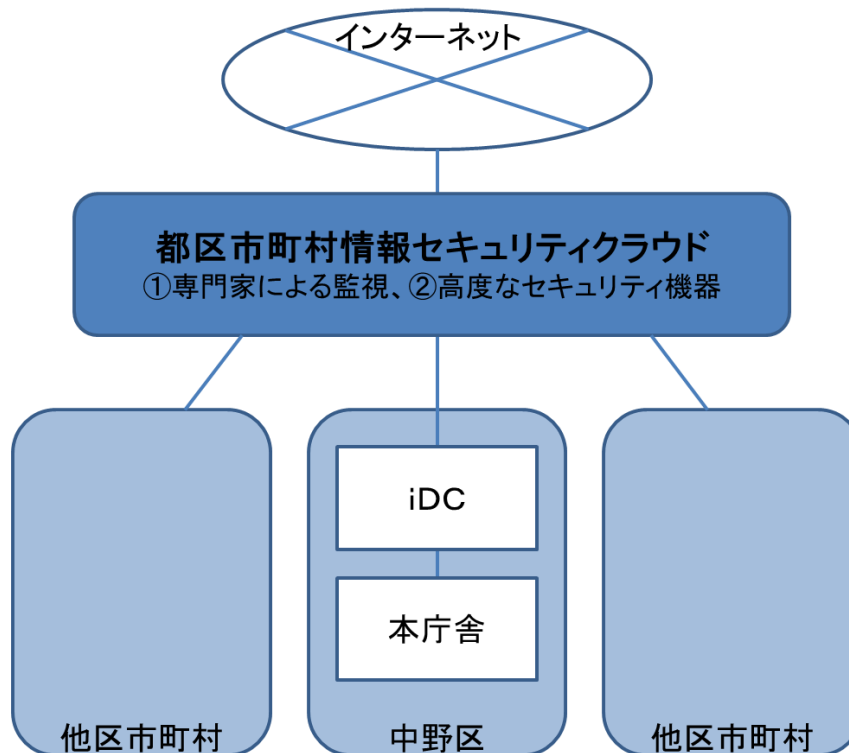 インターネット
都区市町村情報セキュリティクラウド
①専門家による監視、②高度なセキュリティ機器
iDC
本庁舎
他区市町村
中野区
他区市町村